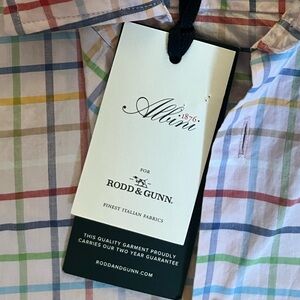 Albini
·1876·
FOR
RODD & GUNN.
FINEST ITALIAN FABRICS
THIS QUALITY GARMENT PROUDLY
CARRIES OUR TWO YEAR GUARANTEE
RODDANDGUNN.COM